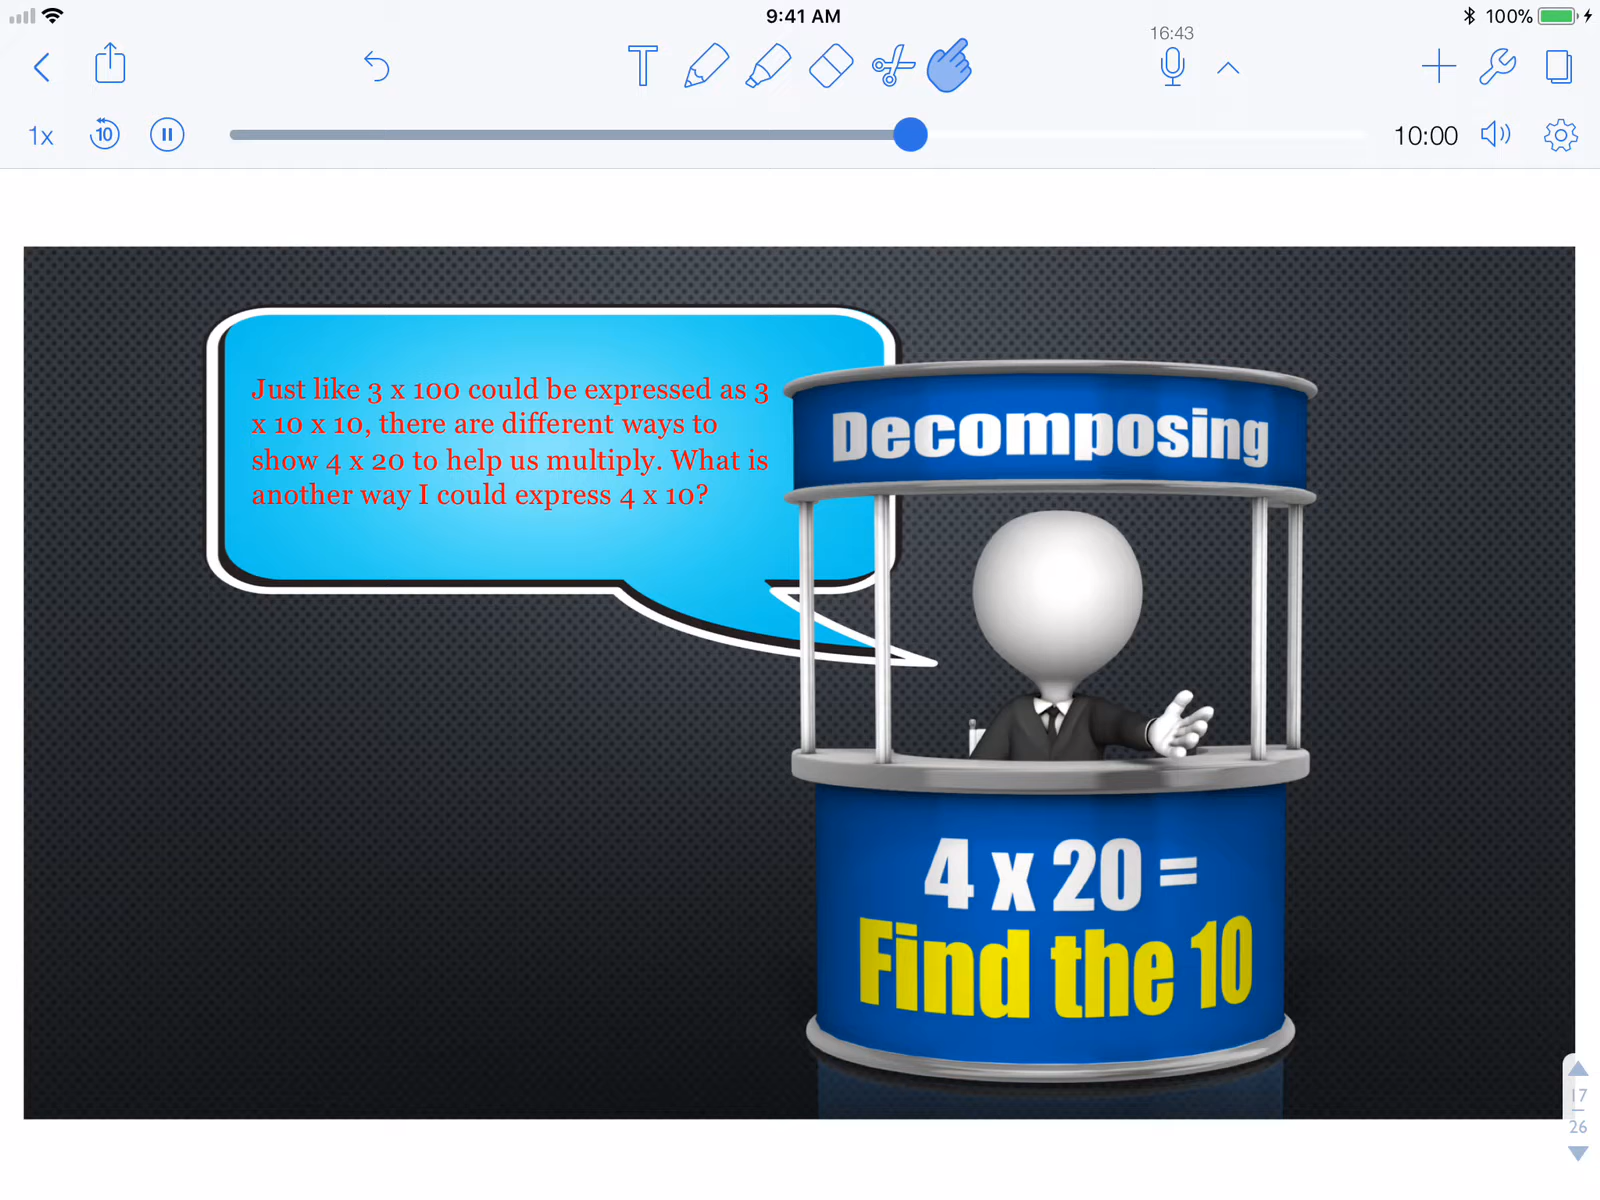 9:41 AM
100%
16:43
T
1x
10
10:00
Just like 3 x 100 could be expressed as 3
x 10 x 10, there are different ways to
show 4 x 20 to help us multiply. What is
another way I could express 4 x 10?
Decomposing
4 x 20 =
Find the 10
17
26